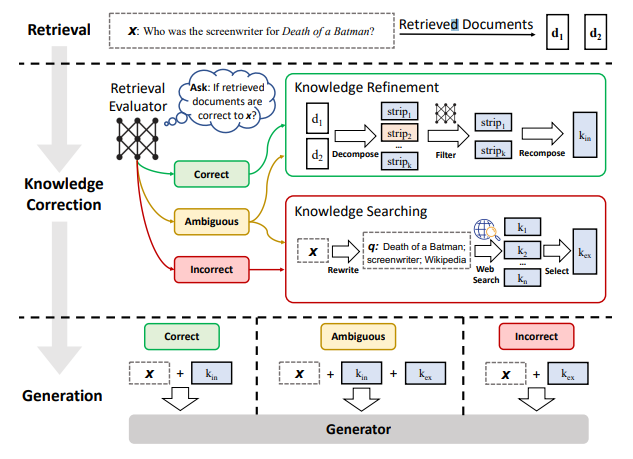 Retrieval
x: Who was the screenwriter for Death of a Batman?
Retrieved Documents
d1
d2
Retrieval
Evaluator
Ask: If retrieved
documents are
correct to x?
Knowledge
Correction
Correct
Ambiguous
Incorrect
Knowledge Refinement
d1
d2
Decompose
strip1
strip2
...
stripk
Filter
strip1
stripk
Recompose
kin
Knowledge Searching
x
Rewrite
q: Death of a Batman;
screenwriter; Wikipedia
Web
Search
k1
k2
...
kn
Select
kex
Generation
Correct
Ambiguous
Incorrect
x + kin
x + kin + kex
x + kex
Generator